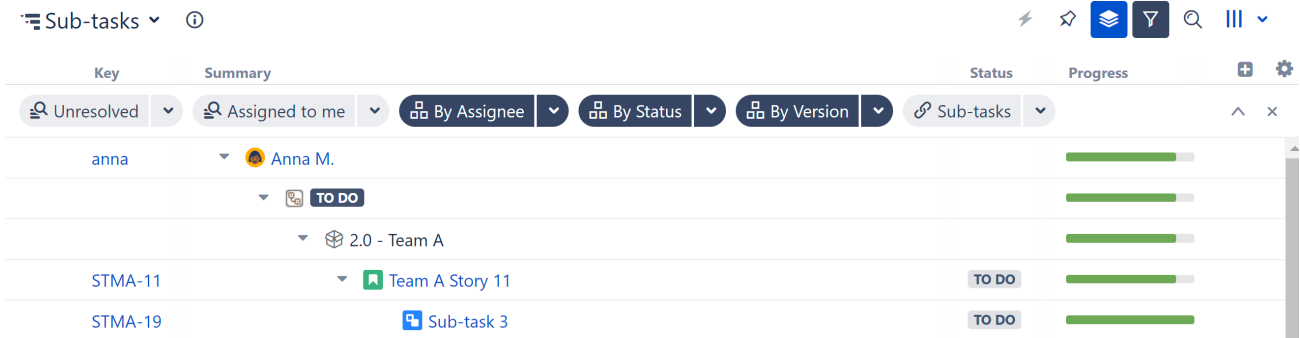 Sub-tasks
Key Summary Status Progress
Unresolved Assigned to me By Assignee By Status By Version Sub-tasks
anna Anna M.
TO DO
2.0 - Team A
STMA-11 Team A Story 11 TO DO
STMA-19 Sub-task 3 TO DO